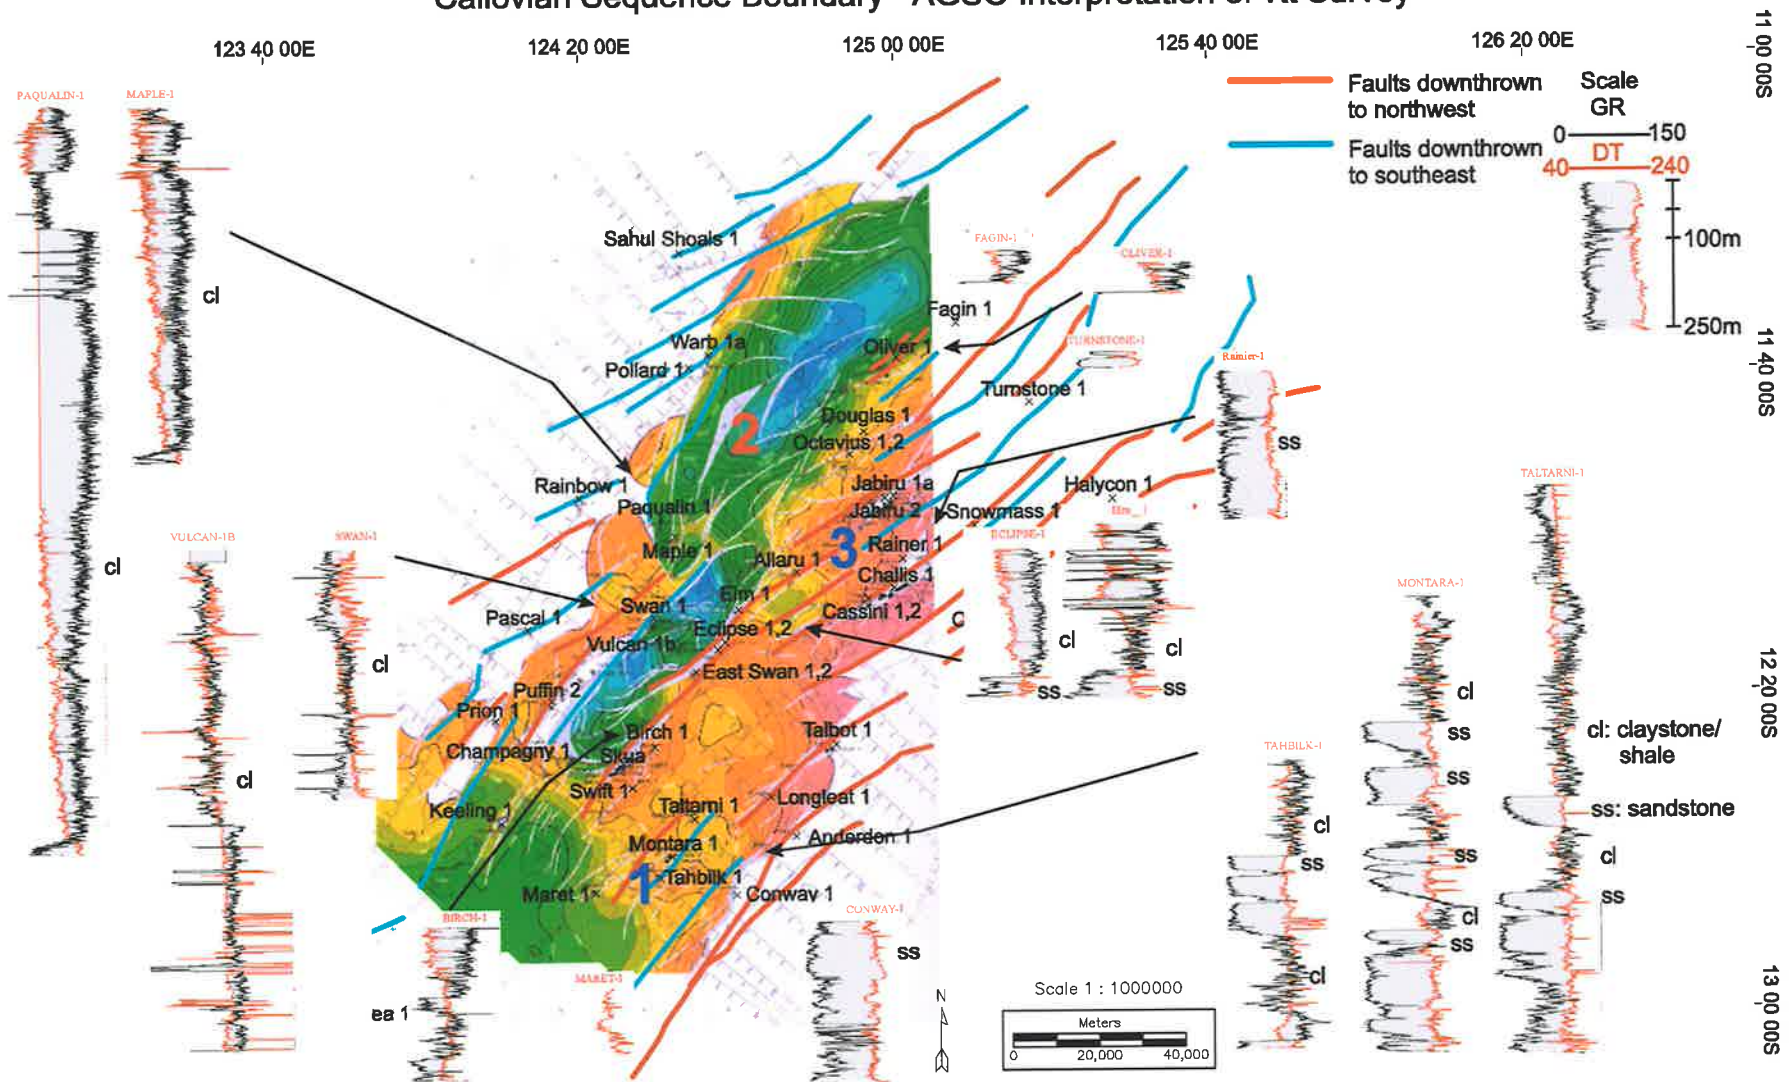 123 40 00E
124 20 00E
125 00 00E
125 40 00E
126 20 00E
11 00 00S
11 40 00S
12 20 00S
13 00 00S
Faults downthrown
to northwest
Faults downthrown
to southeast
Scale
GR
0
150
DT
40
240
100m
250m
PAQUALIN-1
MAPLE-1
cl
cl
VULCAN-1B
cl
SWAN-1
cl
Sahul Shoals 1
FAGIN-1
OLIVER-1
Fagin 1
Warb 1a
Oliver 1
TURNSTONE-1
Rainier-1
ss
Pollard 1
Turnstone 1
2
Douglas 1
Octavius 1,2
Rainbow 1
Jabiru 1a
Halycon 1
Paqualin 1
Jabiru 2
Snowmass 1
3
Maple 1
Allaru 1
Rainer 1
Challis 1
ECLIPSE-1
cl
ss
cl
ss
Swan 1
Elm 1
Cassini 1,2
Pascal 1
Eclipse 1,2
C
Vulcan 1b
East Swan 1,2
Puffin 2
Prion 1
Birch 1
Talbot 1
Champagny 1
Skua
Swift 1
Taltarni 1
Longleat 1
Keeling 1
Montara 1
Anderdon 1
1
Tahbilk 1
Maret 1
Conway 1
BIRCH-1
ea 1
MARET-1
CONWAY-1
ss
TAHBILK-1
cl
ss
cl
MONTARA-1
cl
ss
ss
ss
cl
ss
TALTARNI-1
cl
ss
cl: claystone/
shale
ss: sandstone
N
Scale 1 : 1000000
Meters
0
20,000
40,000